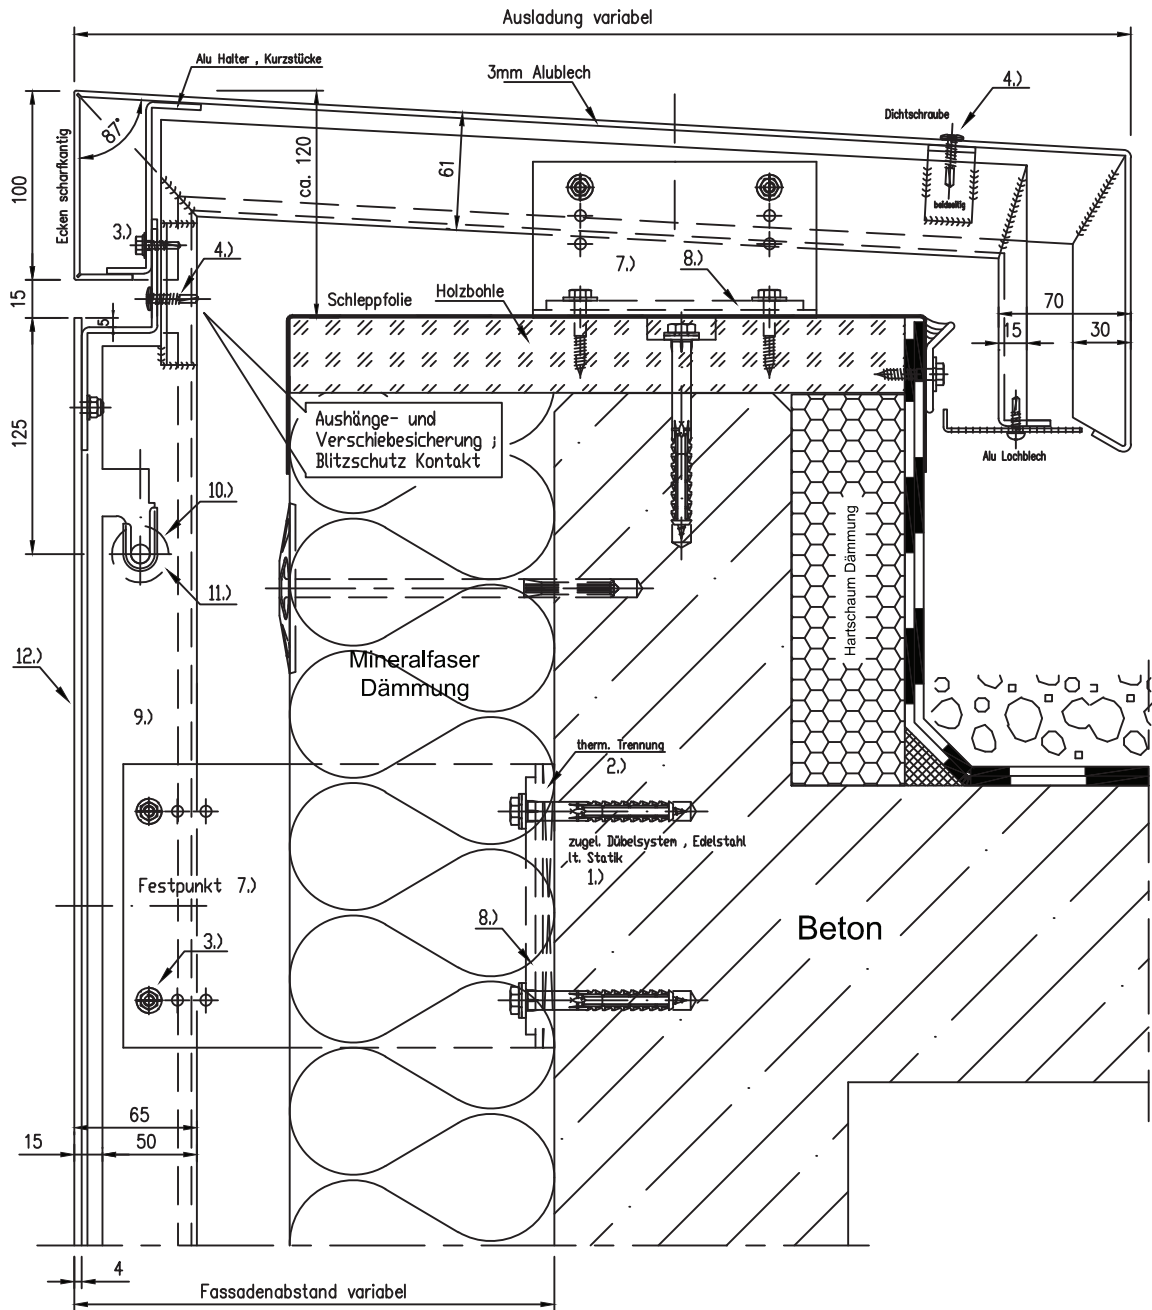 Ausladung variabel
Alu Halter , Kurzstücke
3mm Alublech
4.)
Dichtschraube
87°
ca. 120
61
100
Ecken scharfkantig
beidseitig
3.)
4.)
7.)
8.)
15
Schleppfolie
Holzbohle
70
5
15
30
125
Aushänge- und
Verschiebesicherung ;
Blitzschutz Kontakt
Alu Lochblech
10.)
Hartschaum Dämmung
11.)
12.)
Mineralfaser
Dämmung
9.)
therm. Trennung
2.)
zugel. Dübelsystem , Edelstahl
lt. Statik
1.)
Festpunkt 7.)
8.)
Beton
3.)
65
15
50
4
Fassadenabstand variabel